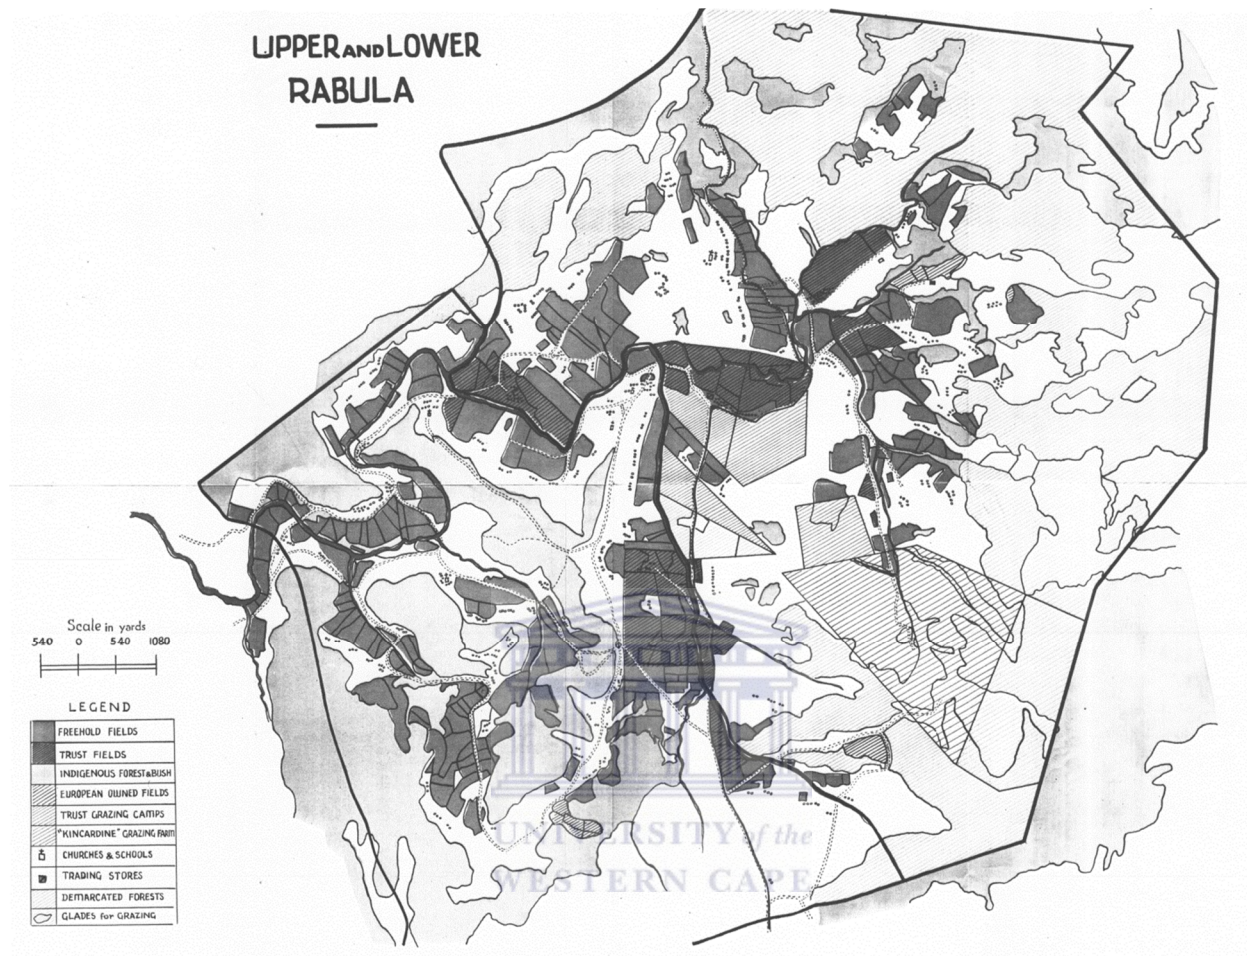 UPPER AND LOWER
RABULA
Scale in yards
540 0 540 1080
LEGEND
FREEHOLD FIELDS
TRUST FIELDS
INDIGENOUS FOREST & BUSH
EUROPEAN OWNED FIELDS
TRUST GRAZING CAMPS
"KINCARDINE" GRAZING FARM
CHURCHES & SCHOOLS
TRADING STORES
DEMARCATED FORESTS
GLADES for GRAZING
UNIVERSITY of the
WESTERN CAPE